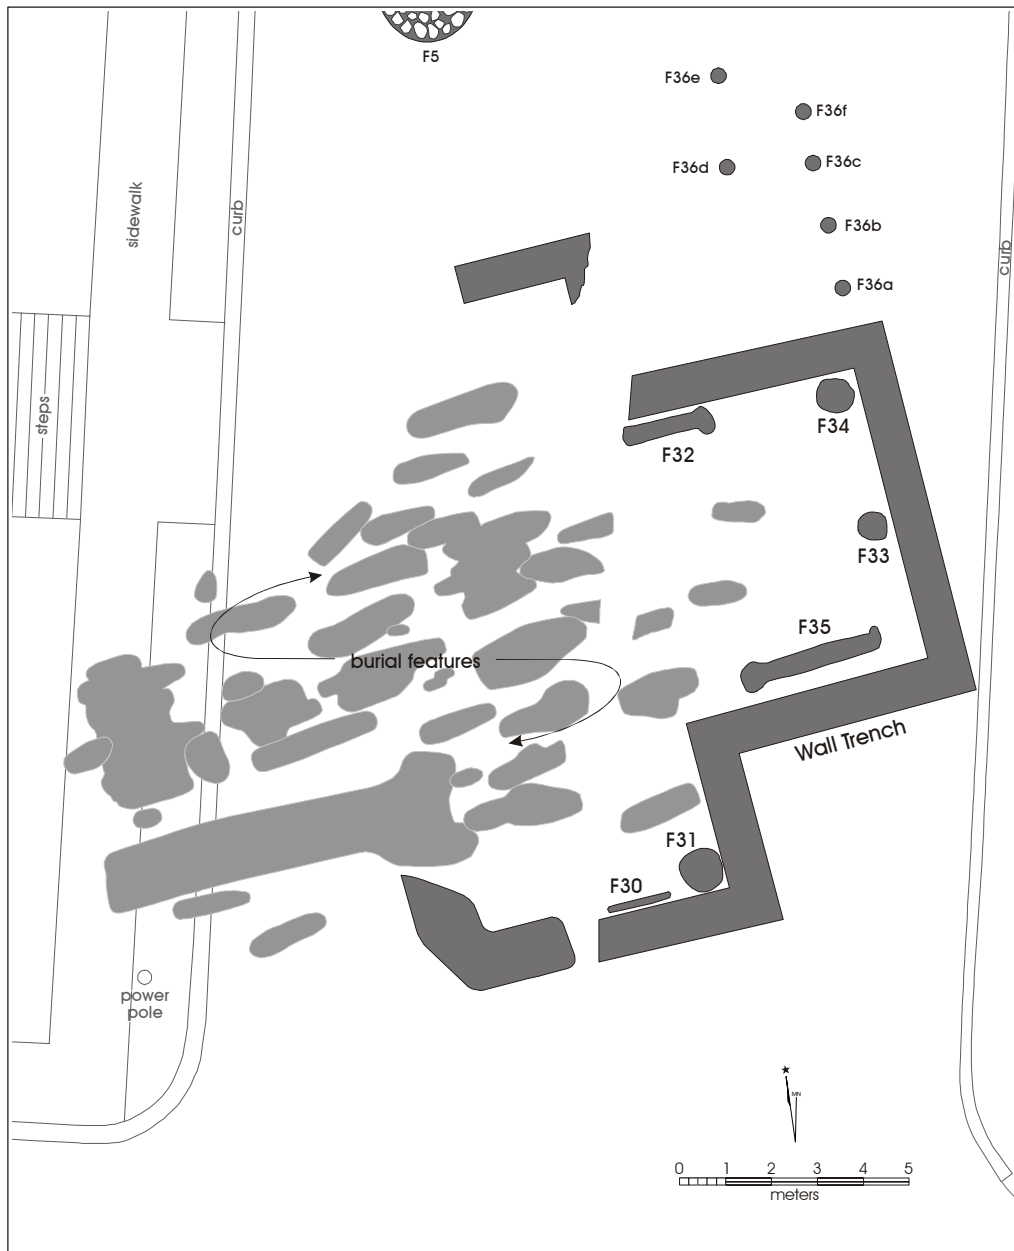 F5
F36e
F36f
F36d
F36c
sidewalk
curb
F36b
curb
F36a
steps
F32
F34
F33
F35
burial features
Wall Trench
F31
F30
power
pole
MN
0 1 2 3 4 5
meters